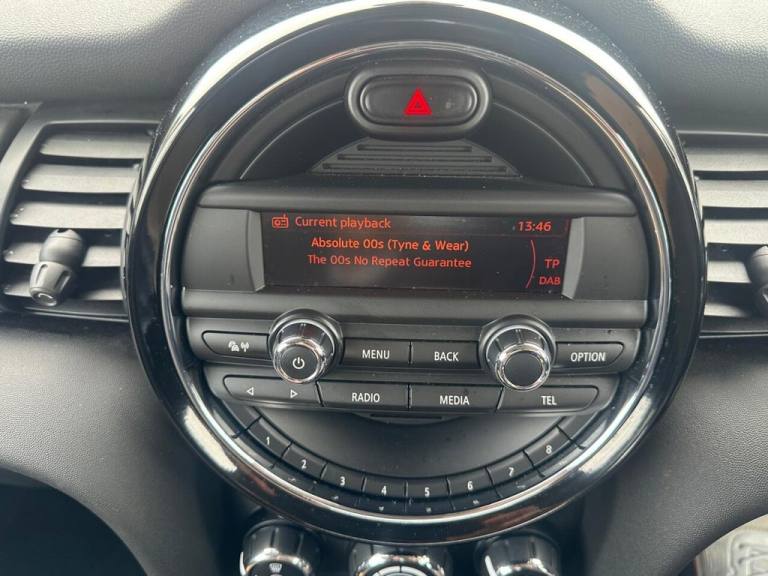 Current playback 13:46
Absolute 00s (Tyne & Wear)
The 00s No Repeat Guarantee
TP
DAB
MENU BACK OPTION
RADIO MEDIA TEL
1 2 3 4 5 6 7 8